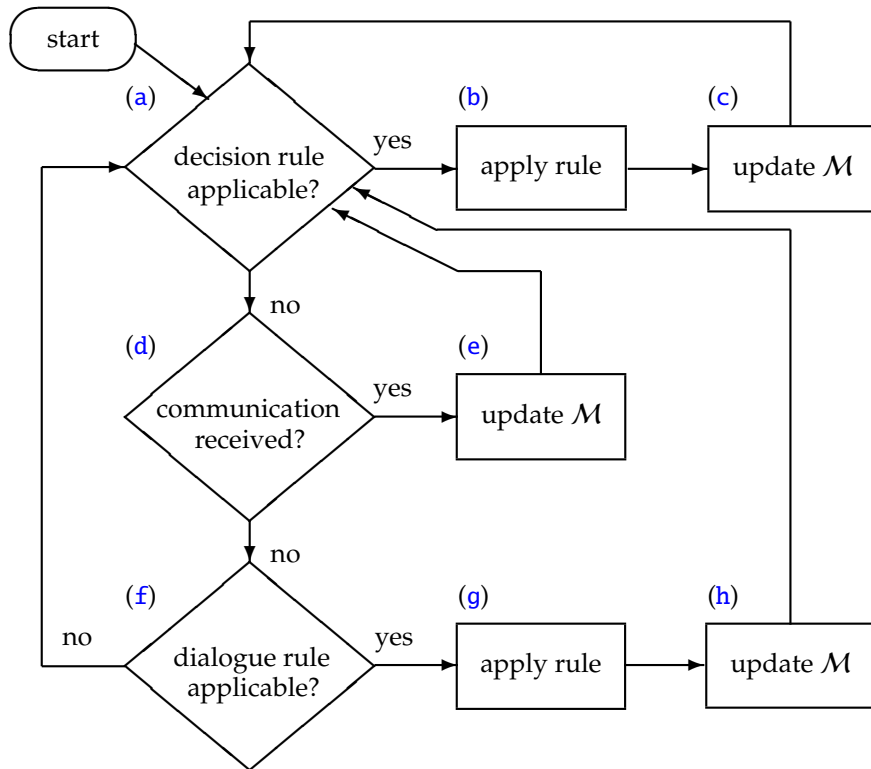 start
(a)
(b)
(c)
yes
decision rule
applicable?
apply rule
update M
no
(d)
(e)
yes
communication
received?
update M
no
(f)
(g)
(h)
no
yes
dialogue rule
applicable?
apply rule
update M